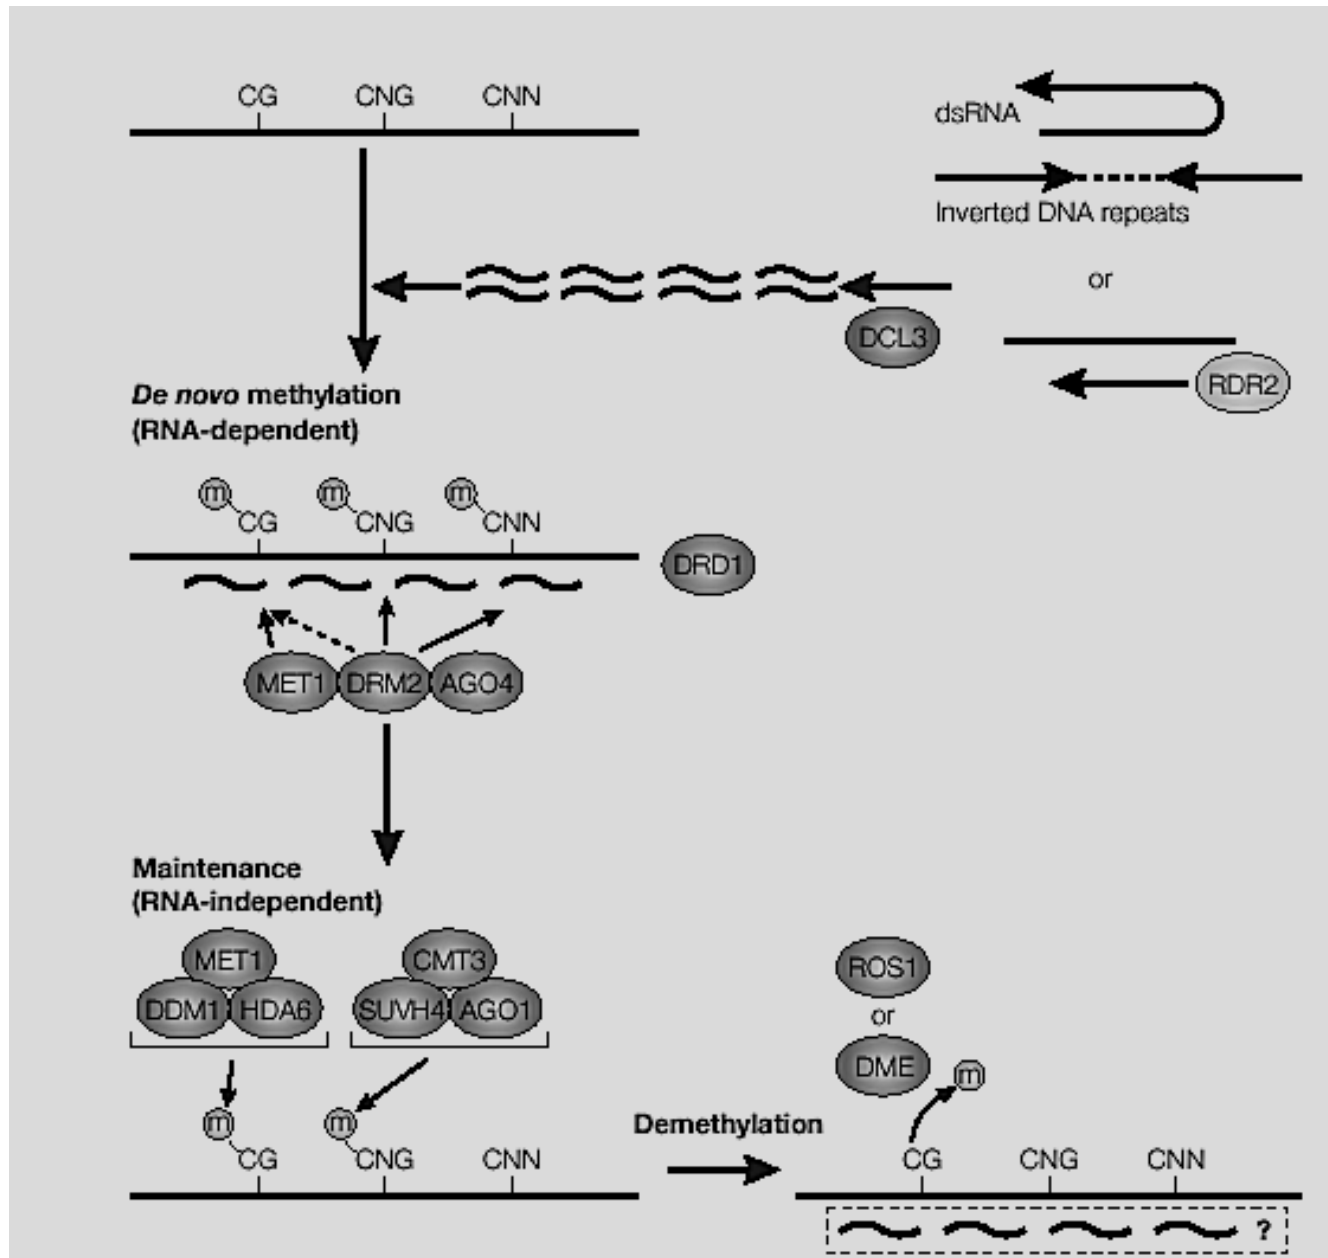 CG CNG CNN
dsRNA
Inverted DNA repeats
or
DCL3
RDR2
De novo methylation
(RNA-dependent)
m m m
CG CNG CNN
DRD1
MET1 DRM2 AGO4
Maintenance
(RNA-independent)
MET1 CMT3
DDM1 HDA6 SUVH4 AGO1
ROS1
or
DME m
m m
Demethylation
CG CNG CNN
CG CNG CNN
?